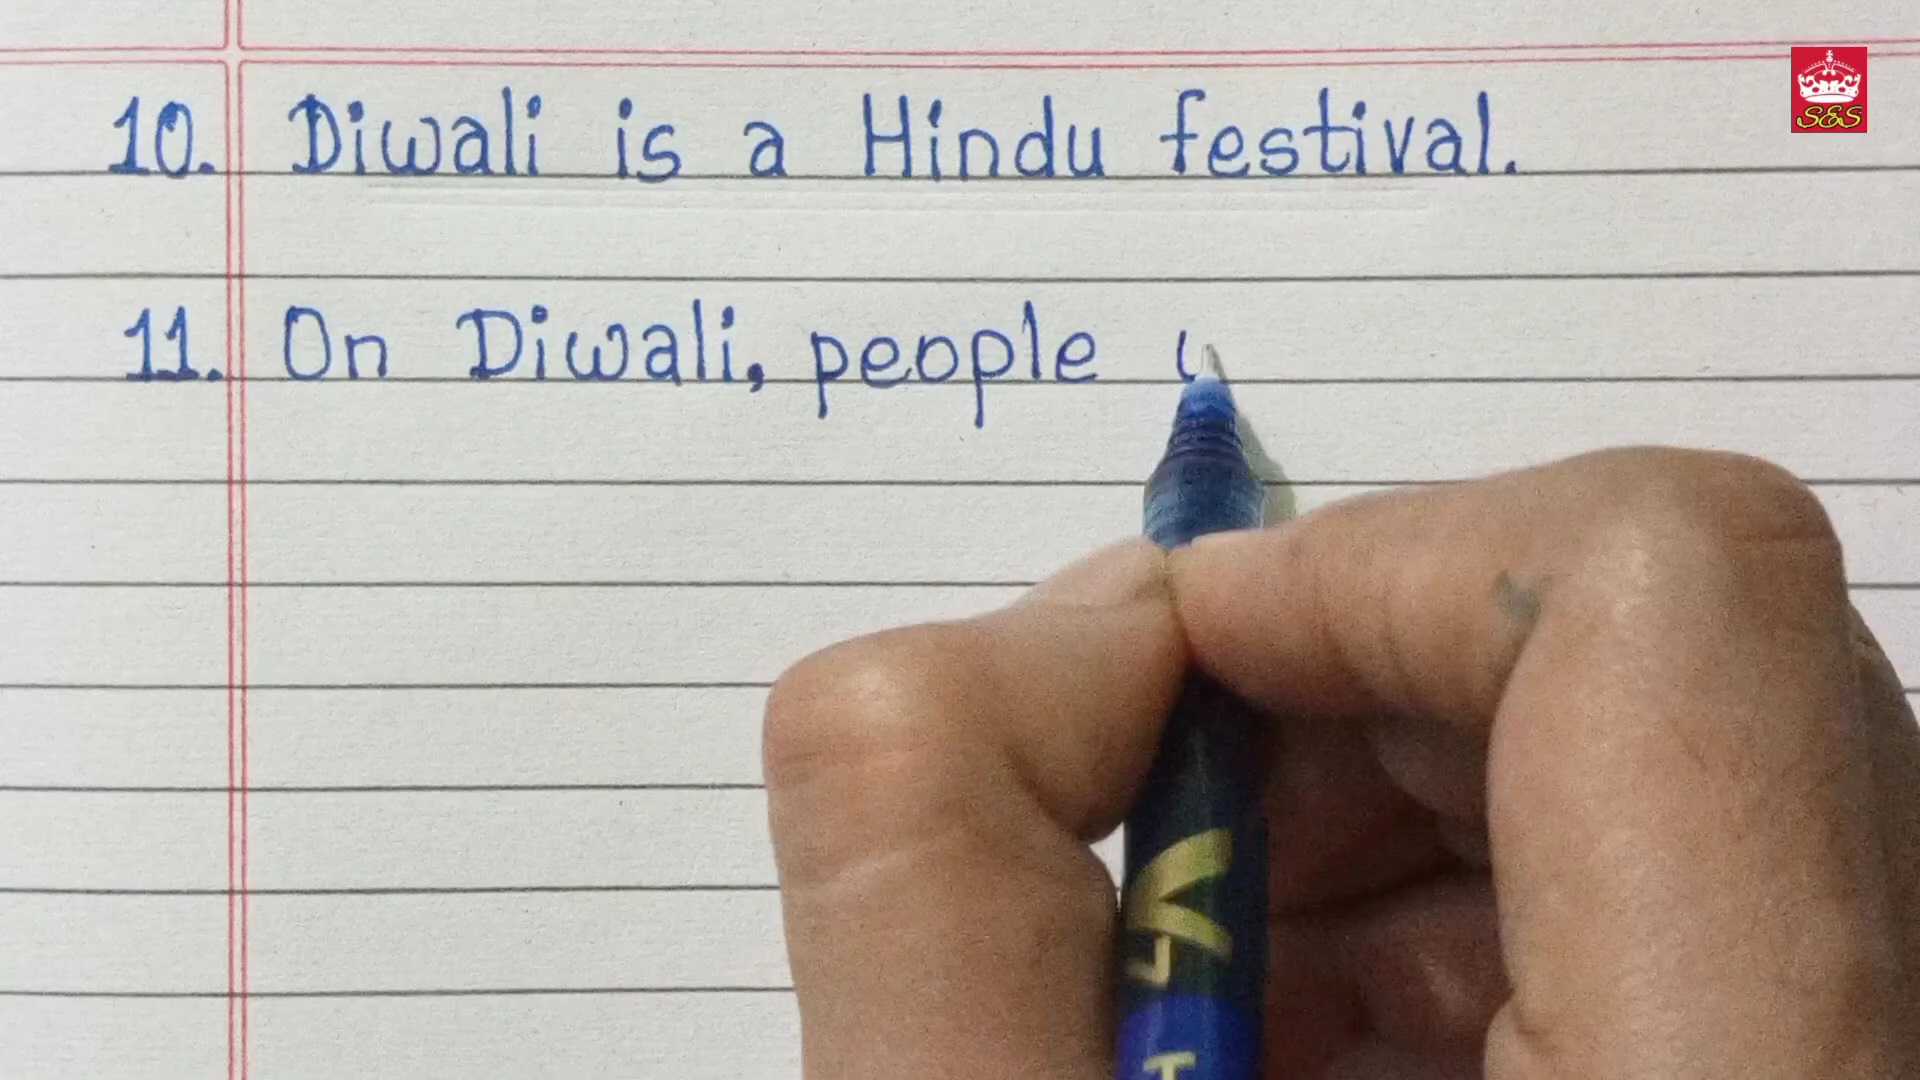 10. Diwali is a Hindu festival.
11. On Diwali, people
S&S